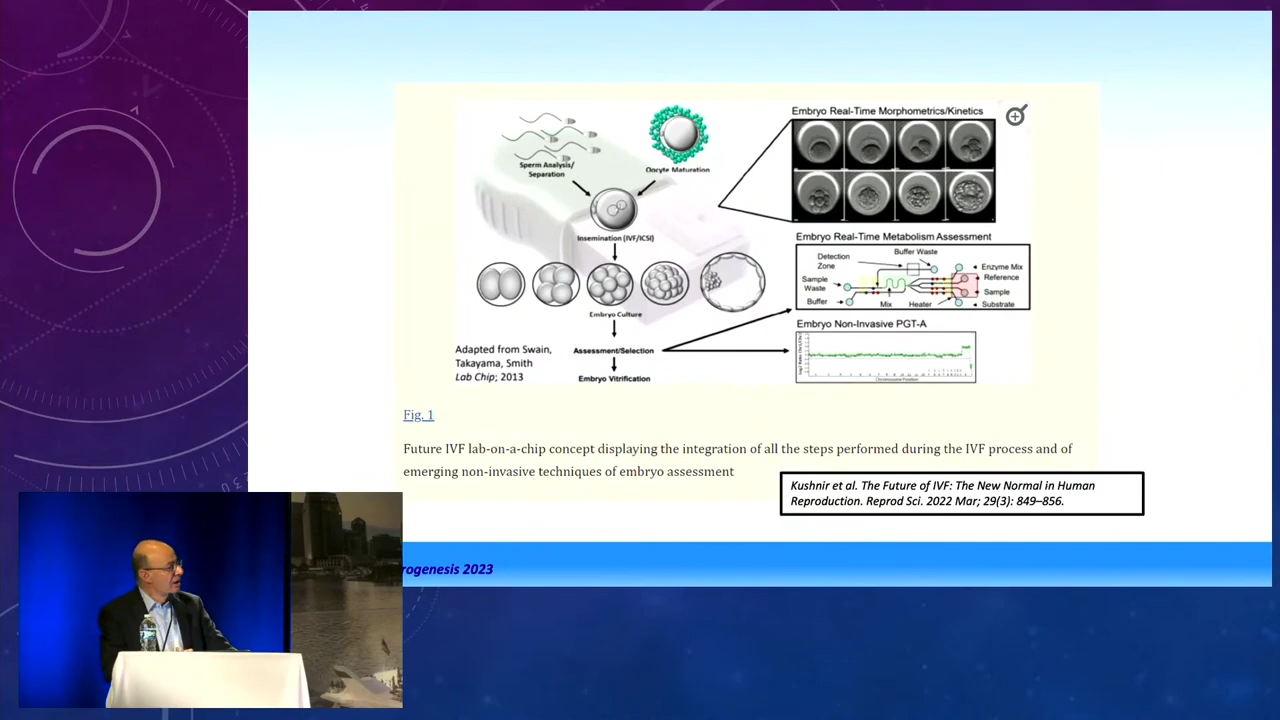 Embryo Real-Time Morphometrics/Kinetics
Sperm Analysis/
Separation
Oocyte Maturation
Insemination (IVF/ICSI)
Embryo Real-Time Metabolism Assessment
Buffer Waste
Detection
Zone
Enzyme Mix
Reference
Sample
Waste
Sample
Buffer
Mix
Heater
Substrate
Embryo Culture
Embryo Non-Invasive PGT-A
Adapted from Swain,
Takayama, Smith
Lab Chip; 2013
Assessment/Selection
Embryo Vitrification
Chromosome Position
Fig. 1
Future IVF lab-on-a-chip concept displaying the integration of all the steps performed during the IVF process and of
emerging non-invasive techniques of embryo assessment
Kushnir et al. The Future of IVF: The New Normal in Human
Reproduction. Reprod Sci. 2022 Mar; 29(3): 849–856.
rogenesis 2023